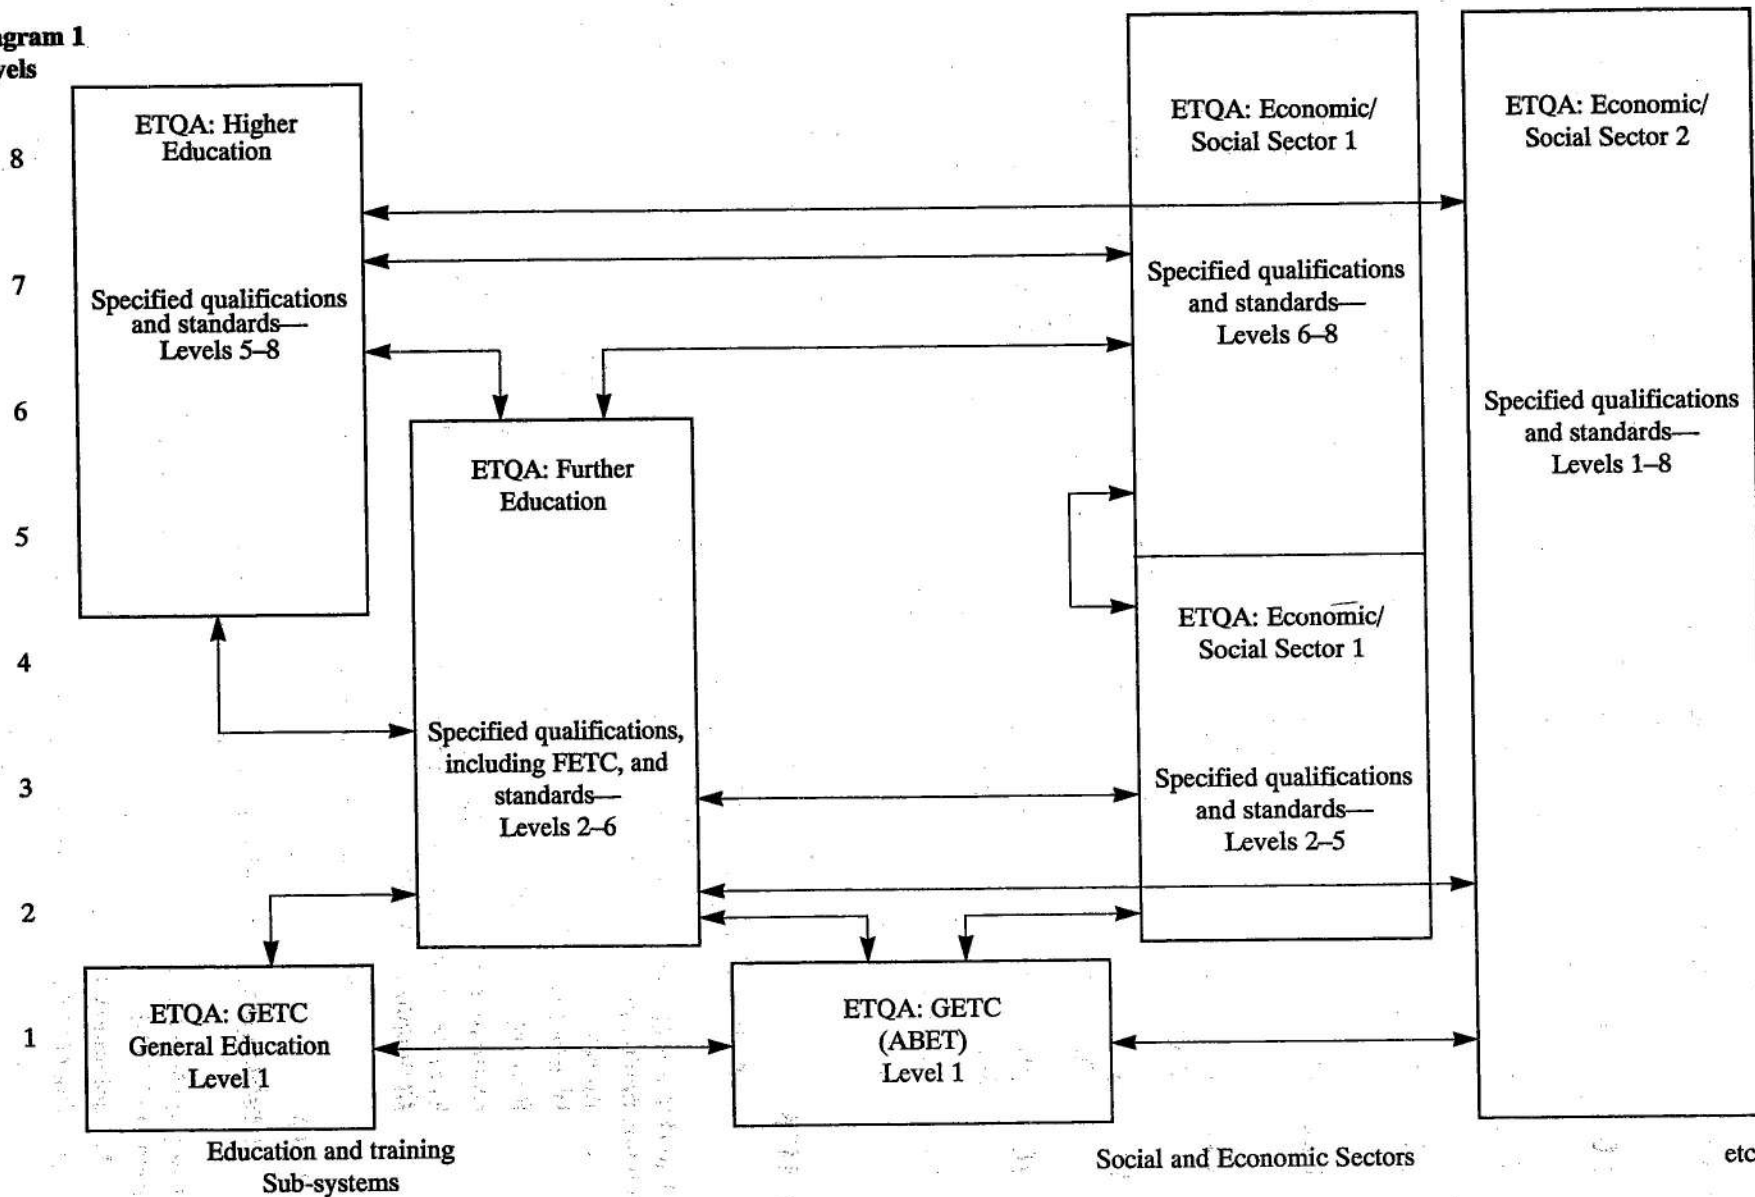 agram 1
vels
8
7
6
5
4
3
2
1
ETQA: Higher
Education
Specified qualifications
and standards—
Levels 5–8
ETQA: Further
Education
Specified qualifications,
including FETC, and
standards—
Levels 2–6
ETQA: GETC
General Education
Level 1
ETQA: GETC
(ABET)
Level 1
ETQA: Economic/
Social Sector 1
Specified qualifications
and standards—
Levels 6–8
ETQA: Economic/
Social Sector 1
Specified qualifications
and standards—
Levels 2–5
ETQA: Economic/
Social Sector 2
Specified qualifications
and standards—
Levels 1–8
Education and training
Sub-systems
Social and Economic Sectors
etc